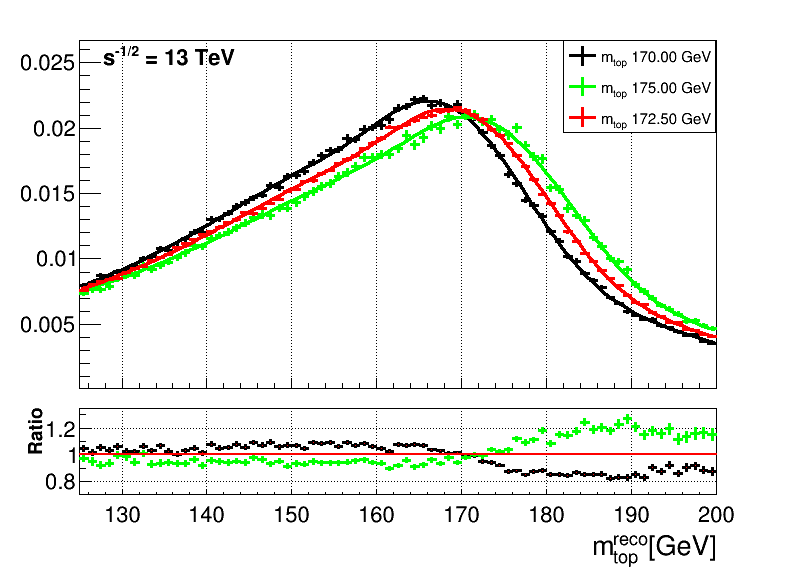 s^-1/2 = 13 TeV
m_top 170.00 GeV
m_top 175.00 GeV
m_top 172.50 GeV
0.025
0.02
0.015
0.01
0.005
Ratio
1.2
1
0.8
130 140 150 160 170 180 190 200
m_top^reco[GeV]